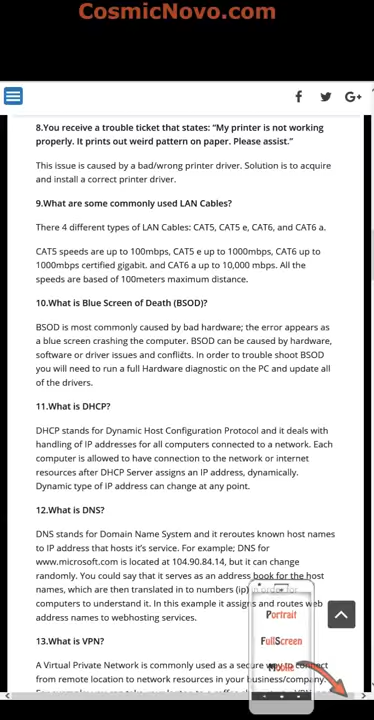 CosmicNovo.com
8.You receive a trouble ticket that states: “My printer is not working
properly. It prints out weird pattern on paper. Please assist.”
This issue is caused by a bad/wrong printer driver. Solution is to acquire
and install a correct printer driver.
9.What are some commonly used LAN Cables?
There 4 different types of LAN Cables: CAT5, CAT5 e, CAT6, and CAT6 a.
CAT5 speeds are up to 100mbps, CAT5 e up to 1000mbps, CAT6 up to
1000mbps certified gigabit. and CAT6 a up to 10,000 mbps. All the
speeds are based of 100meters maximum distance.
10.What is Blue Screen of Death (BSOD)?
BSOD is most commonly caused by bad hardware; the error appears as
a blue screen crashing the computer. BSOD can be caused by hardware,
software or driver issues and conflicts. In order to trouble shoot BSOD
you will need to run a full Hardware diagnostic on the PC and update all
of the drivers.
11.What is DHCP?
DHCP stands for Dynamic Host Configuration Protocol and it deals with
handling of IP addresses for all computers connected to a network. Each
computer is allowed to have connection to the network or internet
resources after DHCP Server assigns an IP address, dynamically.
Dynamic type of IP address can change at any point.
12.What is DNS?
DNS stands for Domain Name System and it reroutes known host names
to IP address that hosts it’s service. For example; DNS for
www.microsoft.com is located at 104.90.84.14, but it can change
randomly. You could say that it serves as an address book for the host
names, which are then translated in to numbers (ip) in order for
computers to understand it. In this example it assigns and routes web
address names to webhosting services.
Portrait
FullScreen
Mobile
13.What is VPN?
A Virtual Private Network is commonly used as a secure way to connect
from remote location to network resources in your business/company.